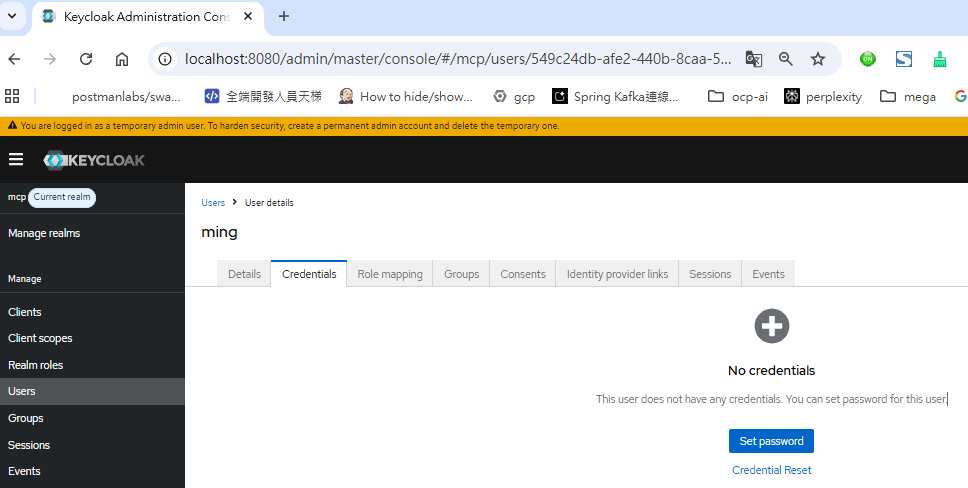 Keycloak Administration Cons
localhost:8080/admin/master/console/#/mcp/users/549c24db-afe2-440b-8caa-5...
postmanlabs/swa... 全端開發人員天梯 How to hide/show... gcp Spring Kafka連線... ocp-ai perplexity mega
You are logged in as a temporary admin user. To harden security, create a permanent admin account and delete the temporary one.
KEYCLOAK
mcp Current realm
Manage realms
Manage
Clients
Client scopes
Realm roles
Users
Groups
Sessions
Events
Users > User details
ming
Details Credentials Role mapping Groups Consents Identity provider links Sessions Events
No credentials
This user does not have any credentials. You can set password for this user.
Set password
Credential Reset